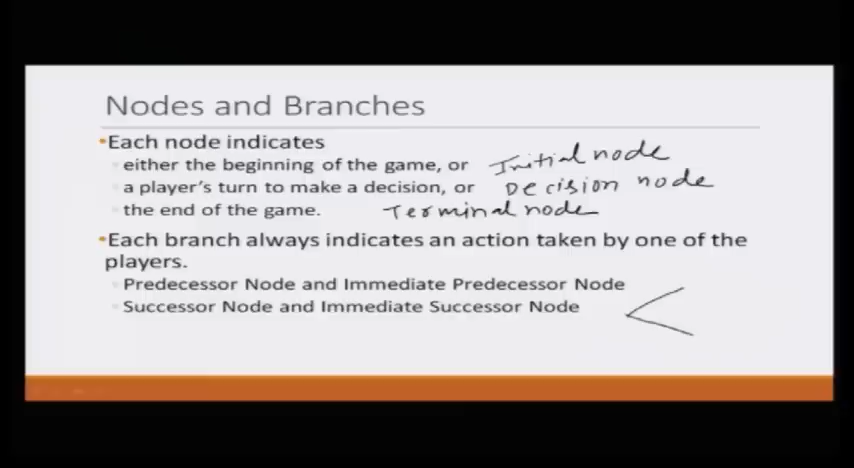 Nodes and Branches
•Each node indicates
▫either the beginning of the game, or Initial node
▫a player's turn to make a decision, or Decision node
▫the end of the game. Terminal node
•Each branch always indicates an action taken by one of the
players.
▫Predecessor Node and Immediate Predecessor Node
▫Successor Node and Immediate Successor Node